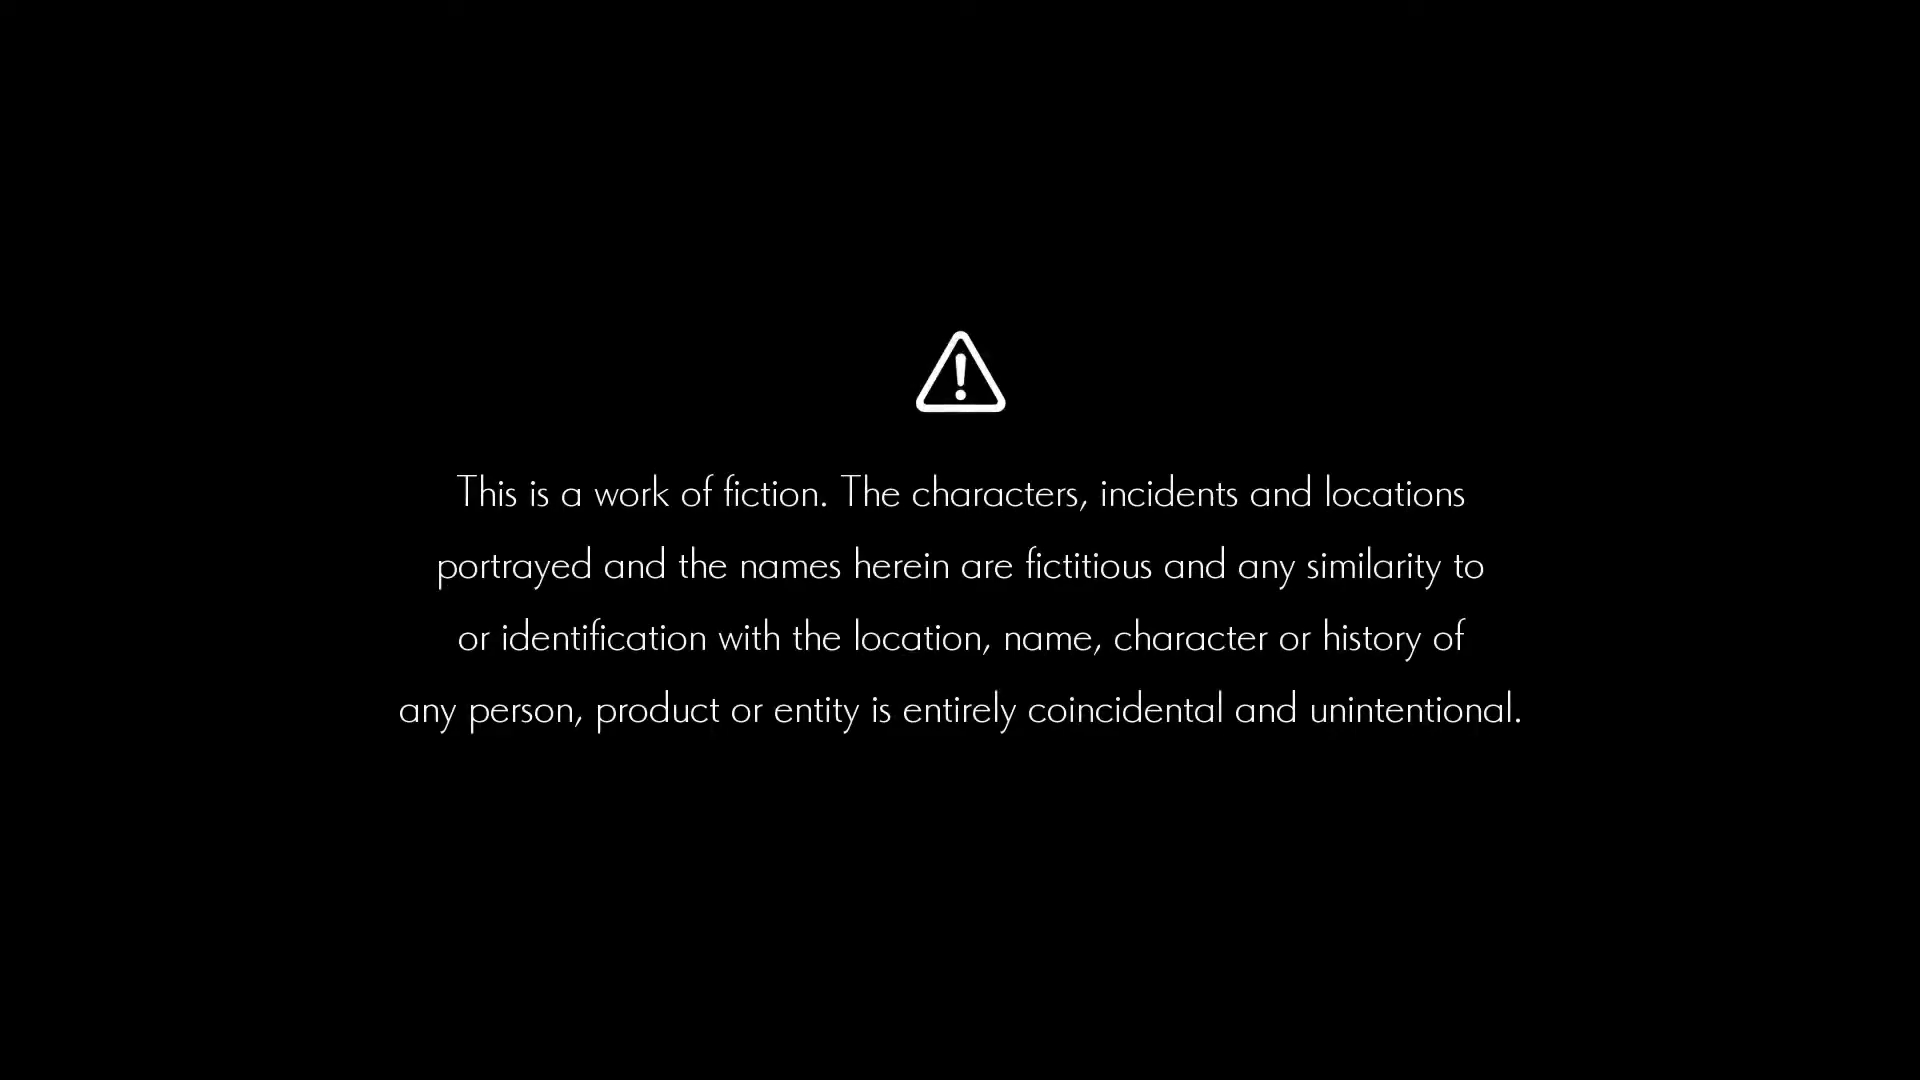 This is a work of fiction. The characters, incidents and locations
portrayed and the names herein are fictitious and any similarity to
or identification with the location, name, character or history of
any person, product or entity is entirely coincidental and unintentional.